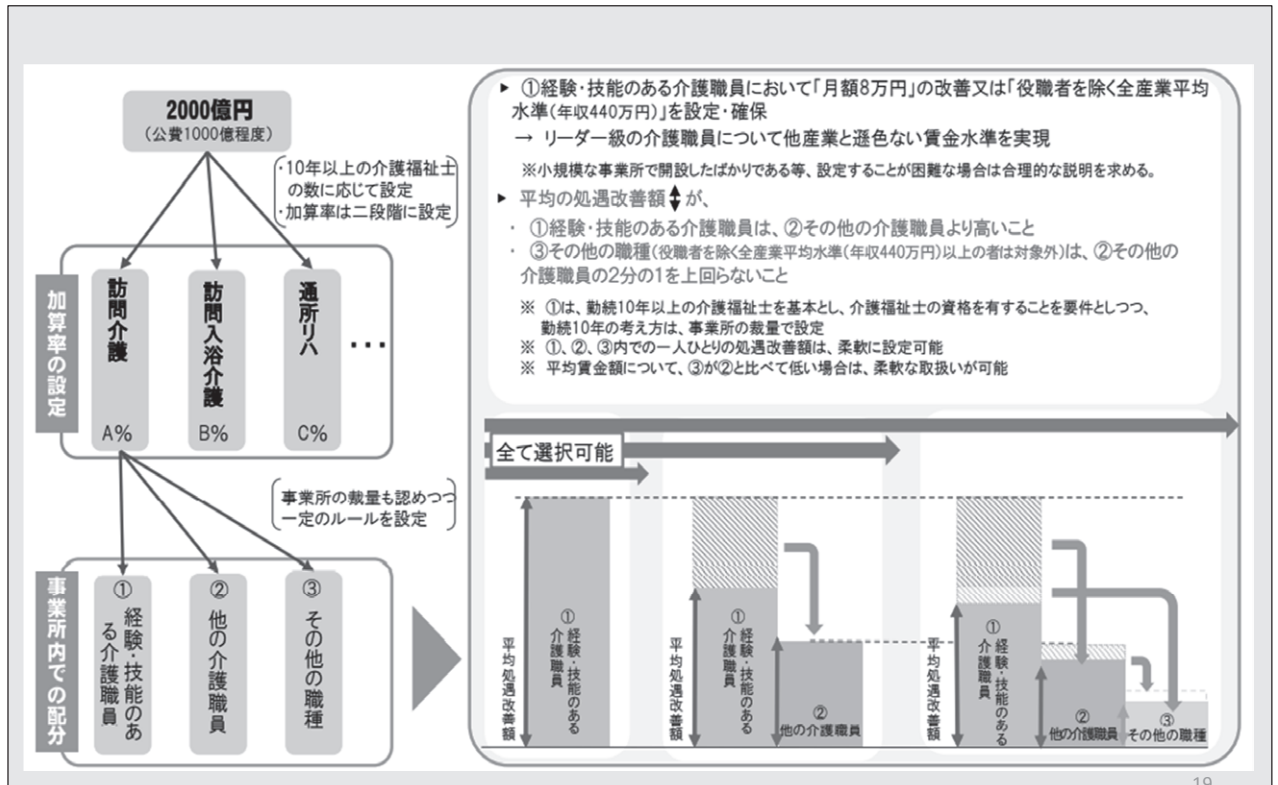 2000億円
（公費1000億程度）
・10年以上の介護福祉士
の数に応じて設定
・加算率は二段階に設定
加算率の設定
訪問介護
A%
訪問入浴介護
B%
通所リハ
C%
・・・
事業所の裁量も認めつつ
一定のルールを設定
事業所内での配分
①
経験・技能のあ
る介護職員
②
他の介護職員
③
その他の職種
▶ ①経験・技能のある介護職員において「月額8万円」の改善又は「役職者を除く全産業平均
水準(年収440万円)」を設定・確保
→ リーダー級の介護職員について他産業と遜色ない賃金水準を実現
※小規模な事業所で開設したばかりである等、設定することが困難な場合は合理的な説明を求める。
▶ 平均の処遇改善額 が、
・ ①経験・技能のある介護職員は、②その他の介護職員より高いこと
・ ③その他の職種(役職者を除く全産業平均水準(年収440万円)以上の者は対象外)は、②その他の
介護職員の2分の1を上回らないこと
※ ①は、勤続10年以上の介護福祉士を基本とし、介護福祉士の資格を有することを要件としつつ、
勤続10年の考え方は、事業所の裁量で設定
※ ①、②、③内での一人ひとりの処遇改善額は、柔軟に設定可能
※ 平均賃金額について、③が②と比べて低い場合は、柔軟な取扱いが可能
全て選択可能
平均処遇改善額
①
経験・技能のある
介護職員
平均処遇改善額
①
経験・技能のある
介護職員
②
他の介護職員
平均処遇改善額
①
経験・技能のある
介護職員
②
他の介護職員
③
その他の職種
19